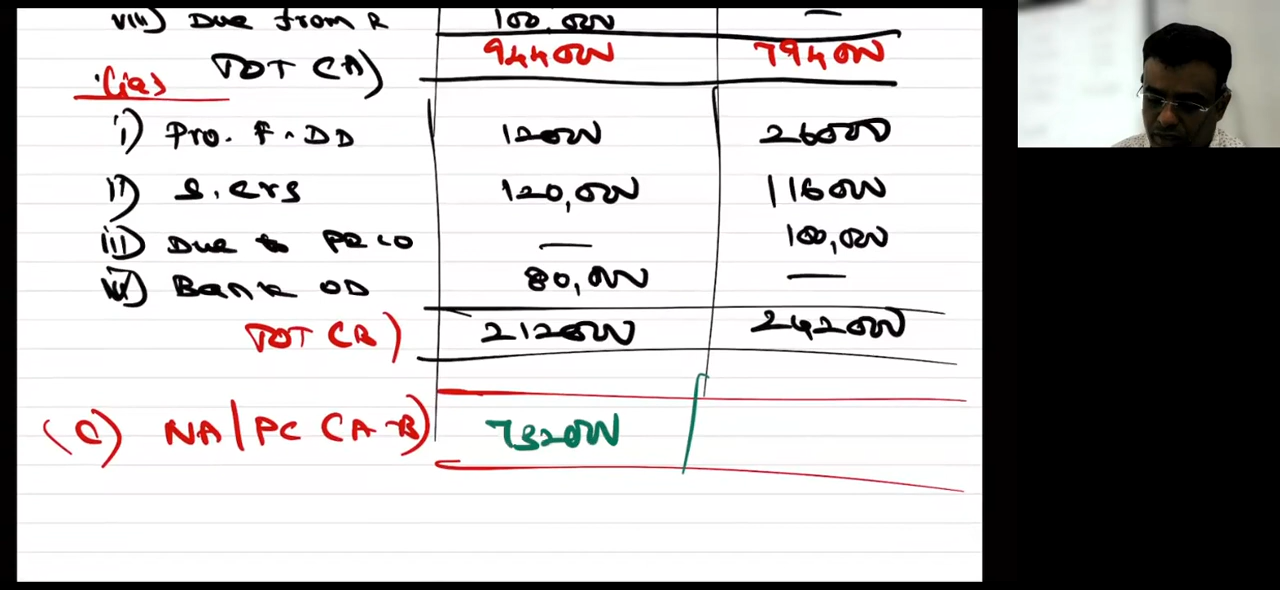 viii) Due from R 100,000 —
TOT (A) 944000 794000
Lias
i) Pro. F. DD 12000 26000
ii) S. Crs 120,000 116000
iii) Due to PR CO — 100,000
iv) Bank OD 80,000 —
TOT (B) 212000 242000
(C) NA/PC (A-B) 732000